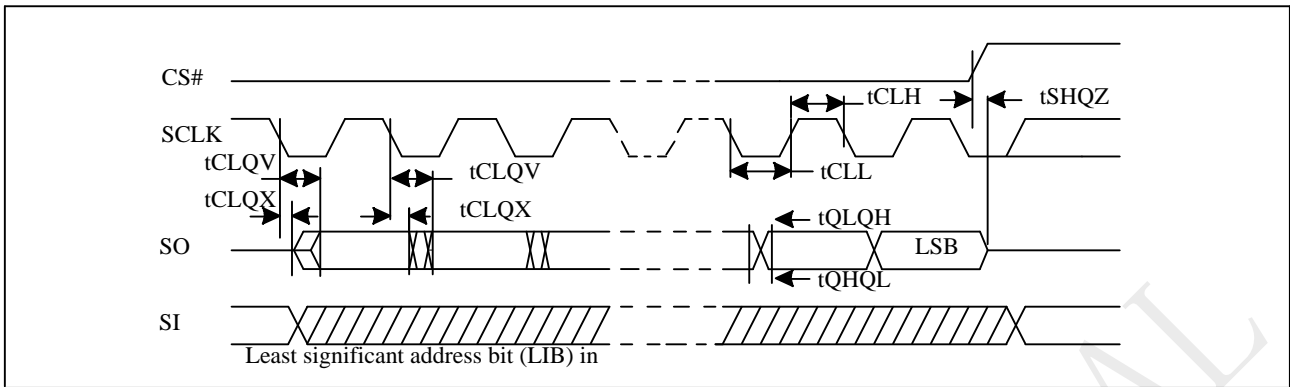 CS#
tCLH
tSHQZ
SCLK
tCLQV
tCLQV
tCLL
tCLQX
tCLQX
tQLQH
SO
LSB
tQHQL
SI
Least significant address bit (LIB) in